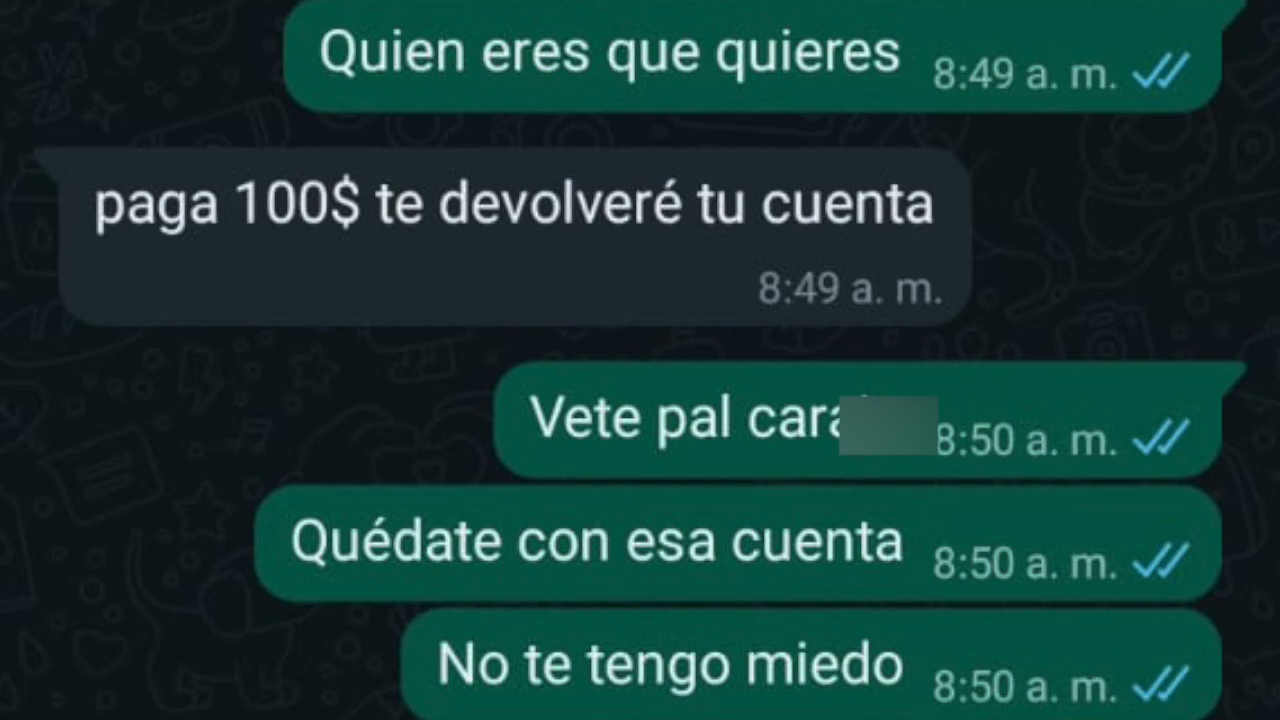 Quien eres que quieres 8:49 a. m.
paga 100$ te devolveré tu cuenta
8:49 a. m.
Vete pal 8:50 a. m.
Quédate con esa cuenta 8:50 a. m.
No te tengo miedo 8:50 a. m.